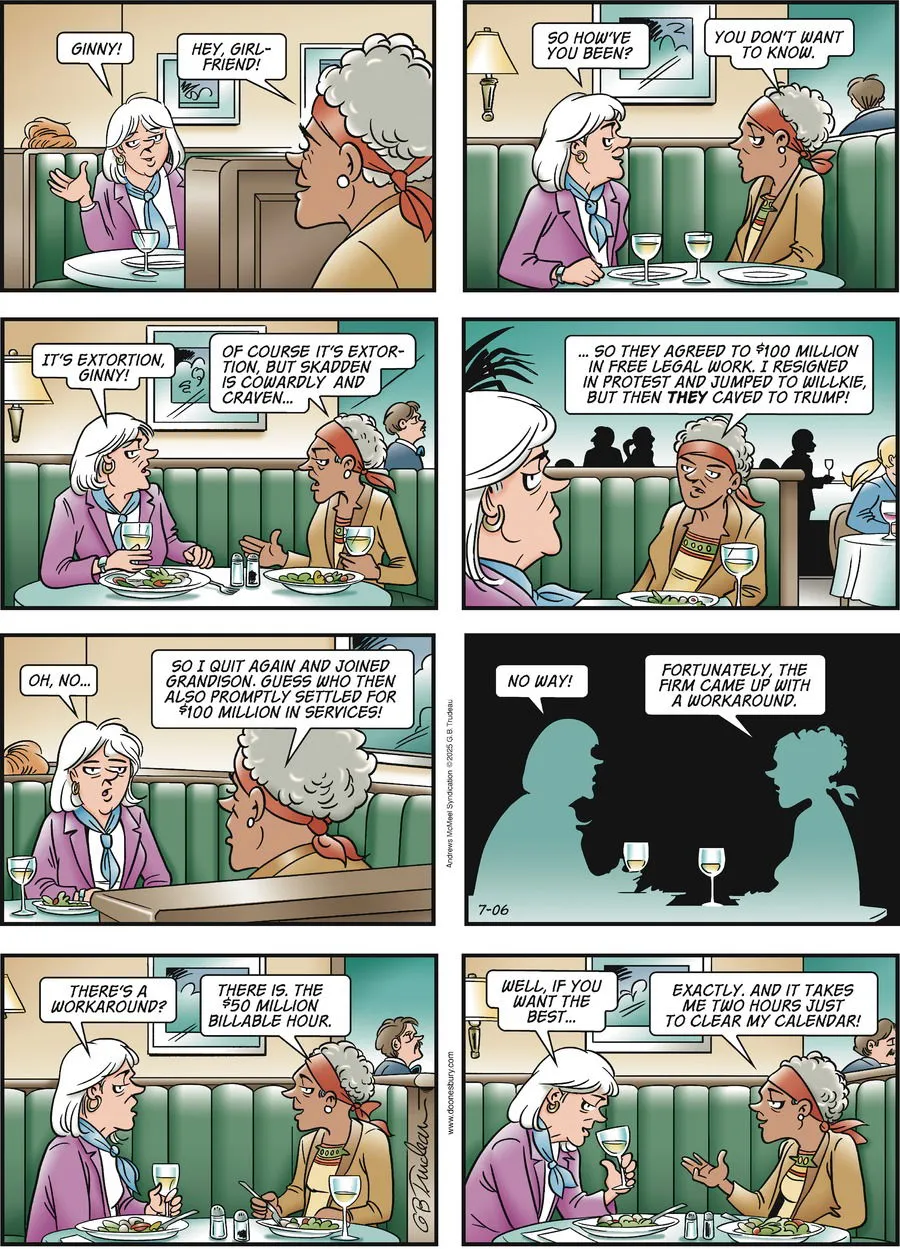 GINNY!
HEY, GIRL-
FRIEND!
SO HOW'VE
YOU BEEN?
YOU DON'T WANT
TO KNOW.
IT'S EXTORTION,
GINNY!
OF COURSE IT'S EXTOR-
TION, BUT SKADDEN
IS COWARDLY AND
CRAVEN...
... SO THEY AGREED TO $100 MILLION
IN FREE LEGAL WORK. I RESIGNED
IN PROTEST AND JUMPED TO WILLKIE,
BUT THEN THEY CAVED TO TRUMP!
OH, NO...
SO I QUIT AGAIN AND JOINED
GRANDISON. GUESS WHO THEN
ALSO PROMPTLY SETTLED FOR
$100 MILLION IN SERVICES!
Andrews McMeel Syndication © 2025 G.B. Trudeau
NO WAY!
FORTUNATELY, THE
FIRM CAME UP WITH
A WORKAROUND.
7-06
THERE'S A
WORKAROUND?
THERE IS. THE
$50 MILLION
BILLABLE HOUR.
GB Trudeau
www.doonesbury.com
WELL, IF YOU
WANT THE
BEST...
EXACTLY. AND IT TAKES
ME TWO HOURS JUST
TO CLEAR MY CALENDAR!